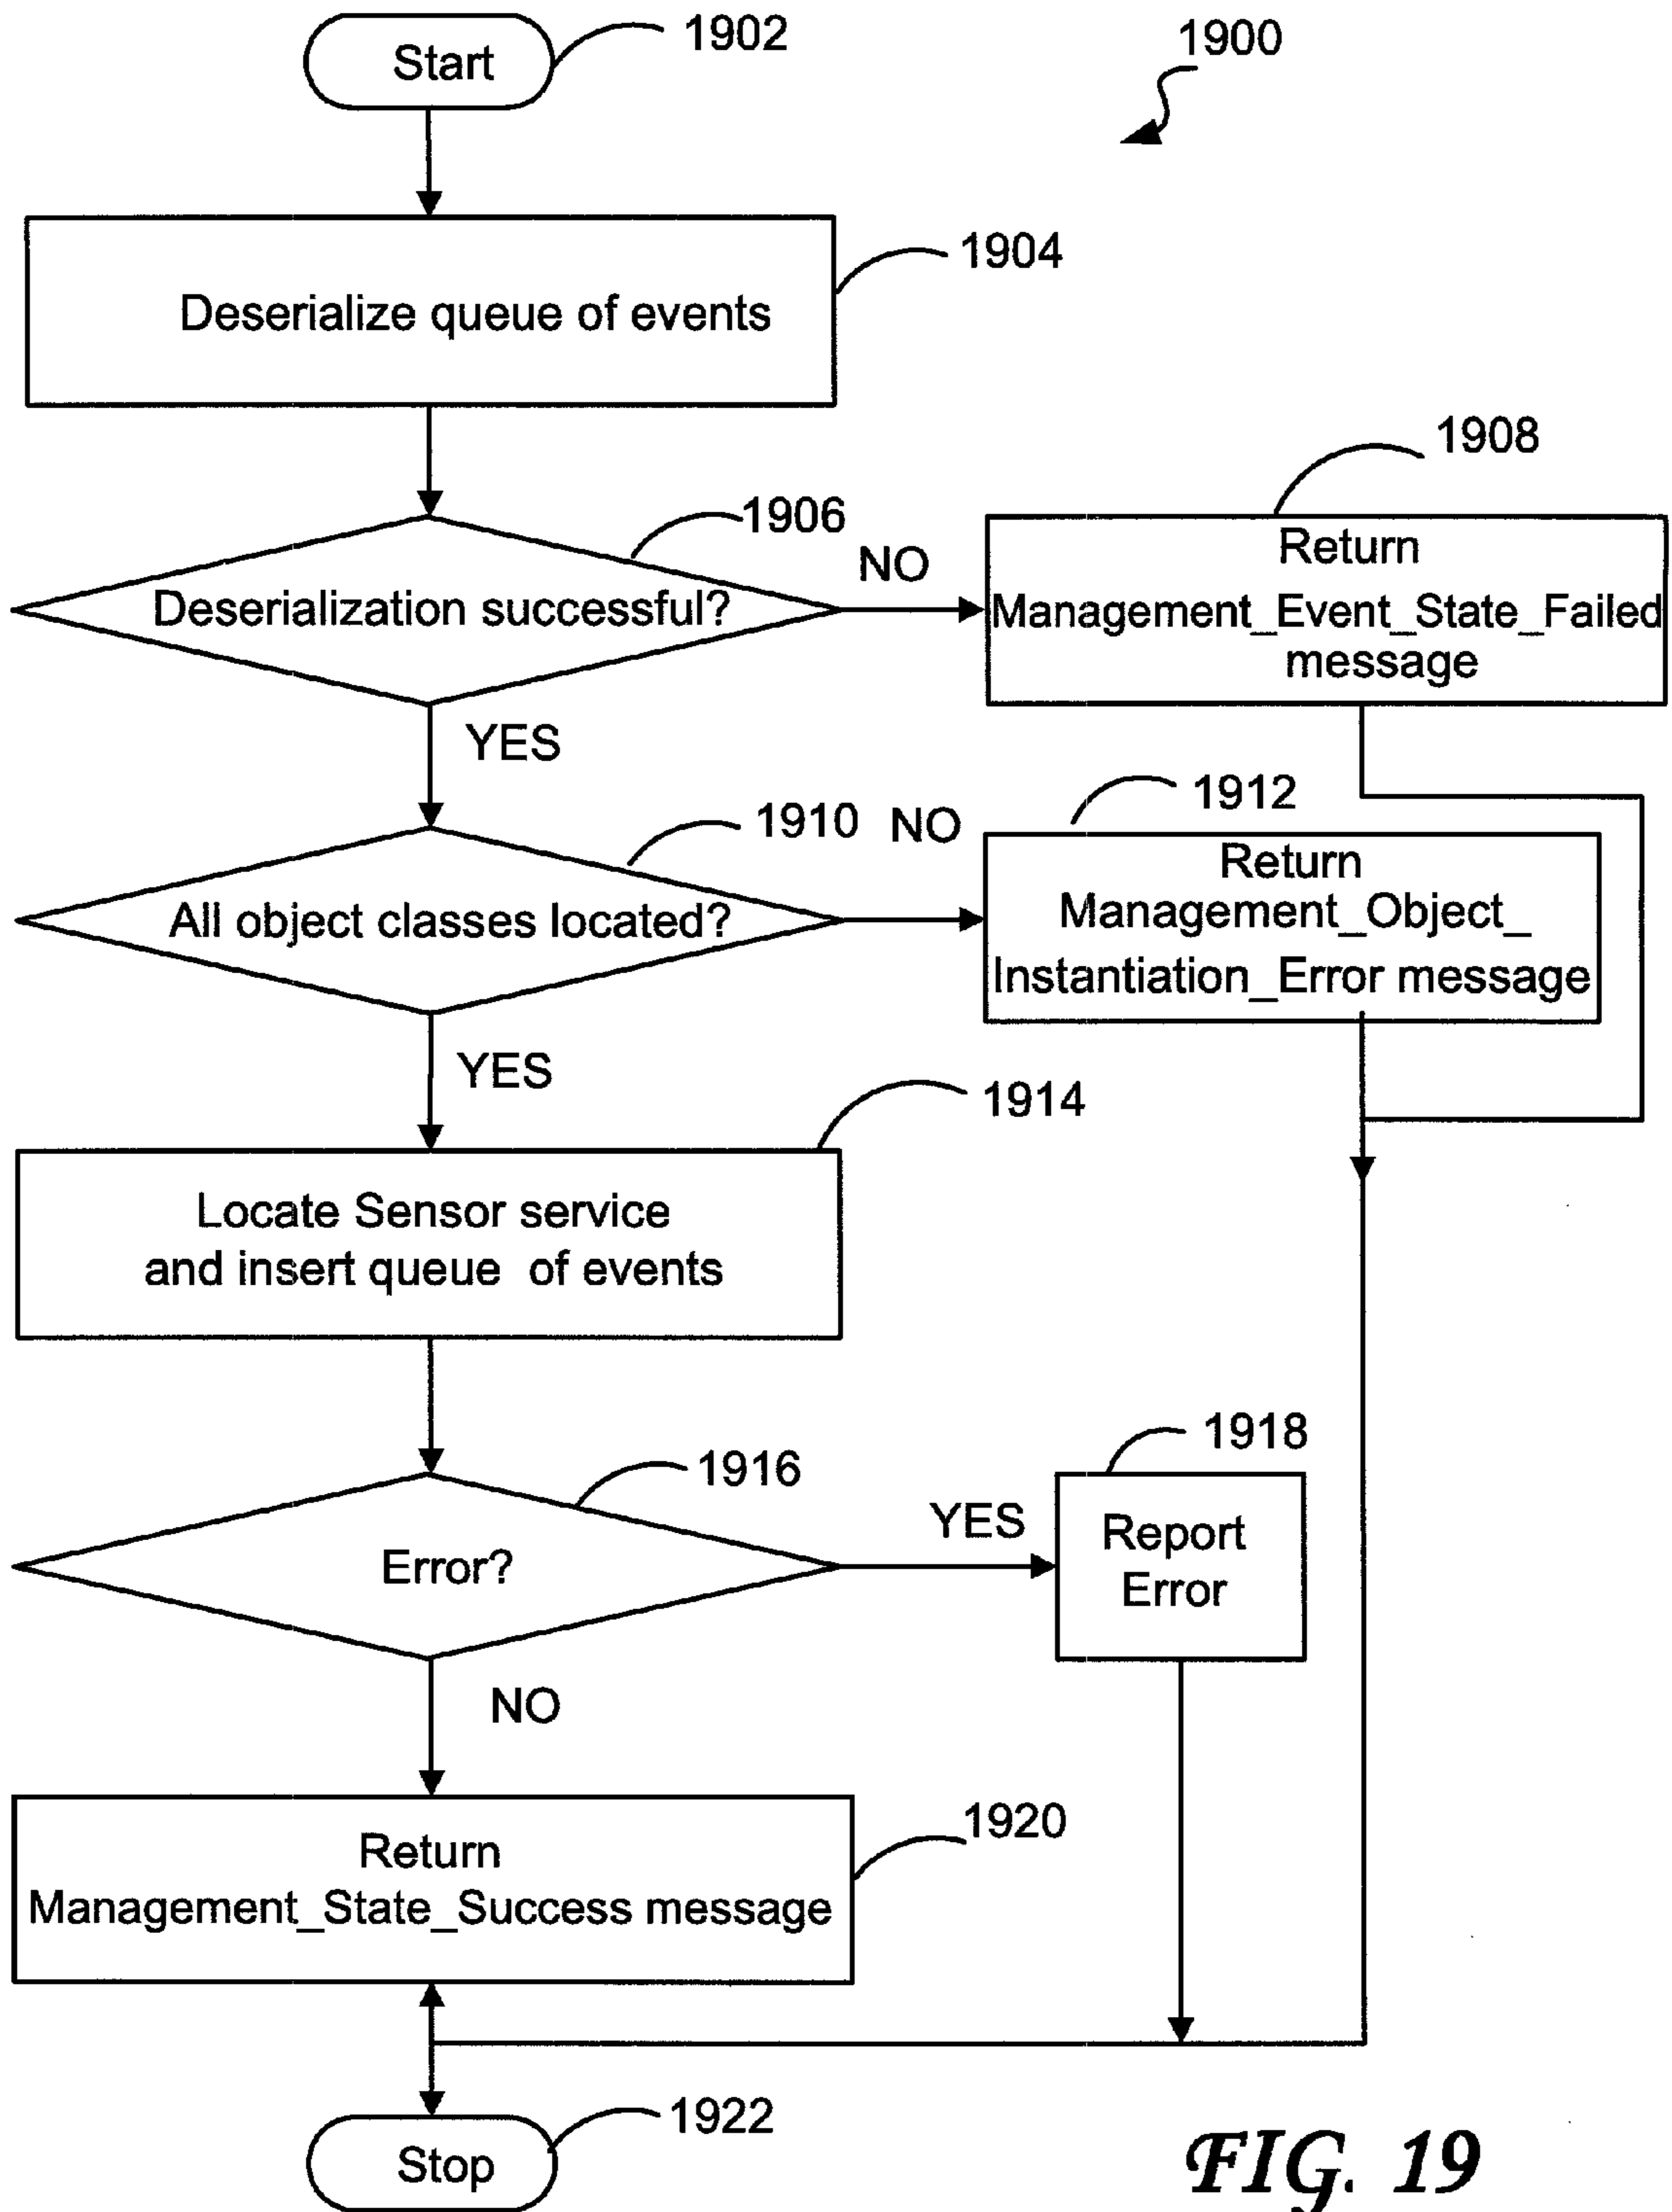 Start
1902
1900
Deserialize queue of events
1904
1908
1906
NO
Return
Management_Event_State_Failed
message
Deserialization successful?
YES
1912
1910
NO
Return
Management_Object_
Instantiation_Error message
All object classes located?
YES
1914
Locate Sensor service
and insert queue of events
1918
1916
YES
Report
Error
Error?
NO
1920
Return
Management_State_Success message
1922
Stop
FIG. 19